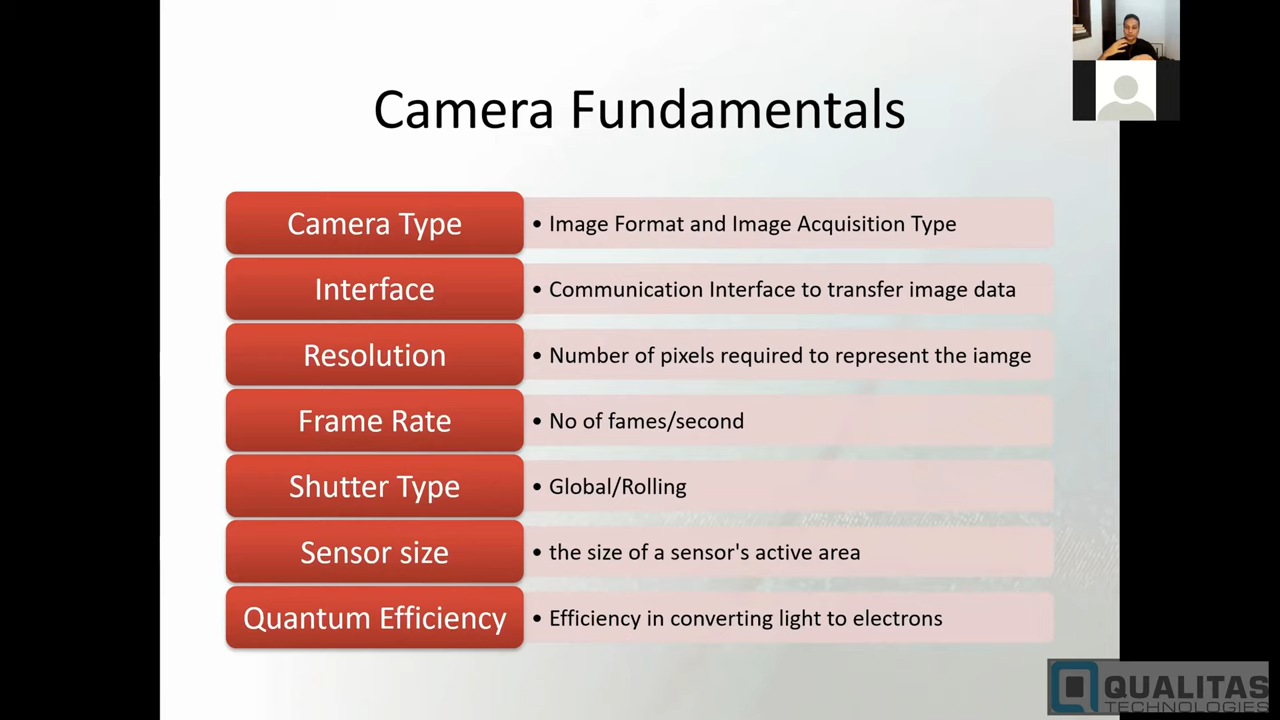 Camera Fundamentals
Camera Type
• Image Format and Image Acquisition Type
Interface
• Communication Interface to transfer image data
Resolution
• Number of pixels required to represent the iamge
Frame Rate
• No of fames/second
Shutter Type
• Global/Rolling
Sensor size
• the size of a sensor's active area
Quantum Efficiency
• Efficiency in converting light to electrons
QUALITAS
TECHNOLOGIES